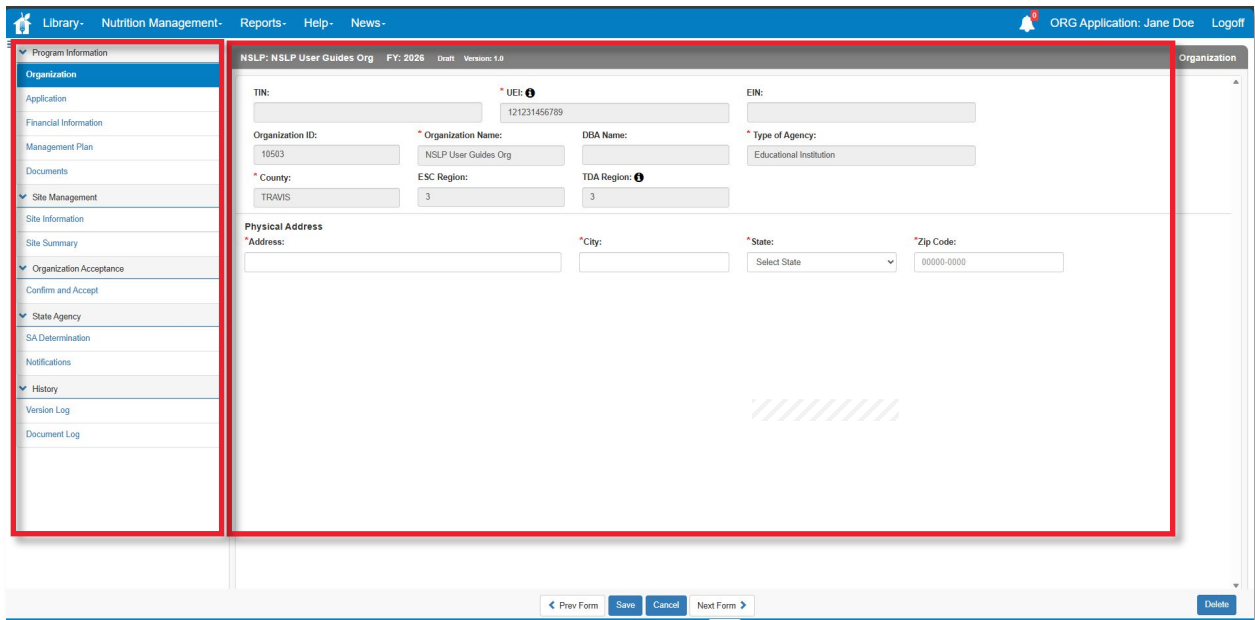 Library- Nutrition Management- Reports- Help- News- 0 ORG Application: Jane Doe Logoff
Program Information
Organization
Application
Financial Information
Management Plan
Documents
Site Management
Site Information
Site Summary
Organization Acceptance
Confirm and Accept
State Agency
SA Determination
Notifications
History
Version Log
Document Log
NSLP: NSLP User Guides Org FY: 2026 Draft Version: 1.0 Organization
TIN: * UEI: EIN:
121231456789
Organization ID: * Organization Name: DBA Name: * Type of Agency:
10503 NSLP User Guides Org Educational Institution
* County: ESC Region: TDA Region:
TRAVIS 3 3
Physical Address
*Address: *City: *State: *Zip Code:
Select State 00000-0000
Prev Form Save Cancel Next Form Delete